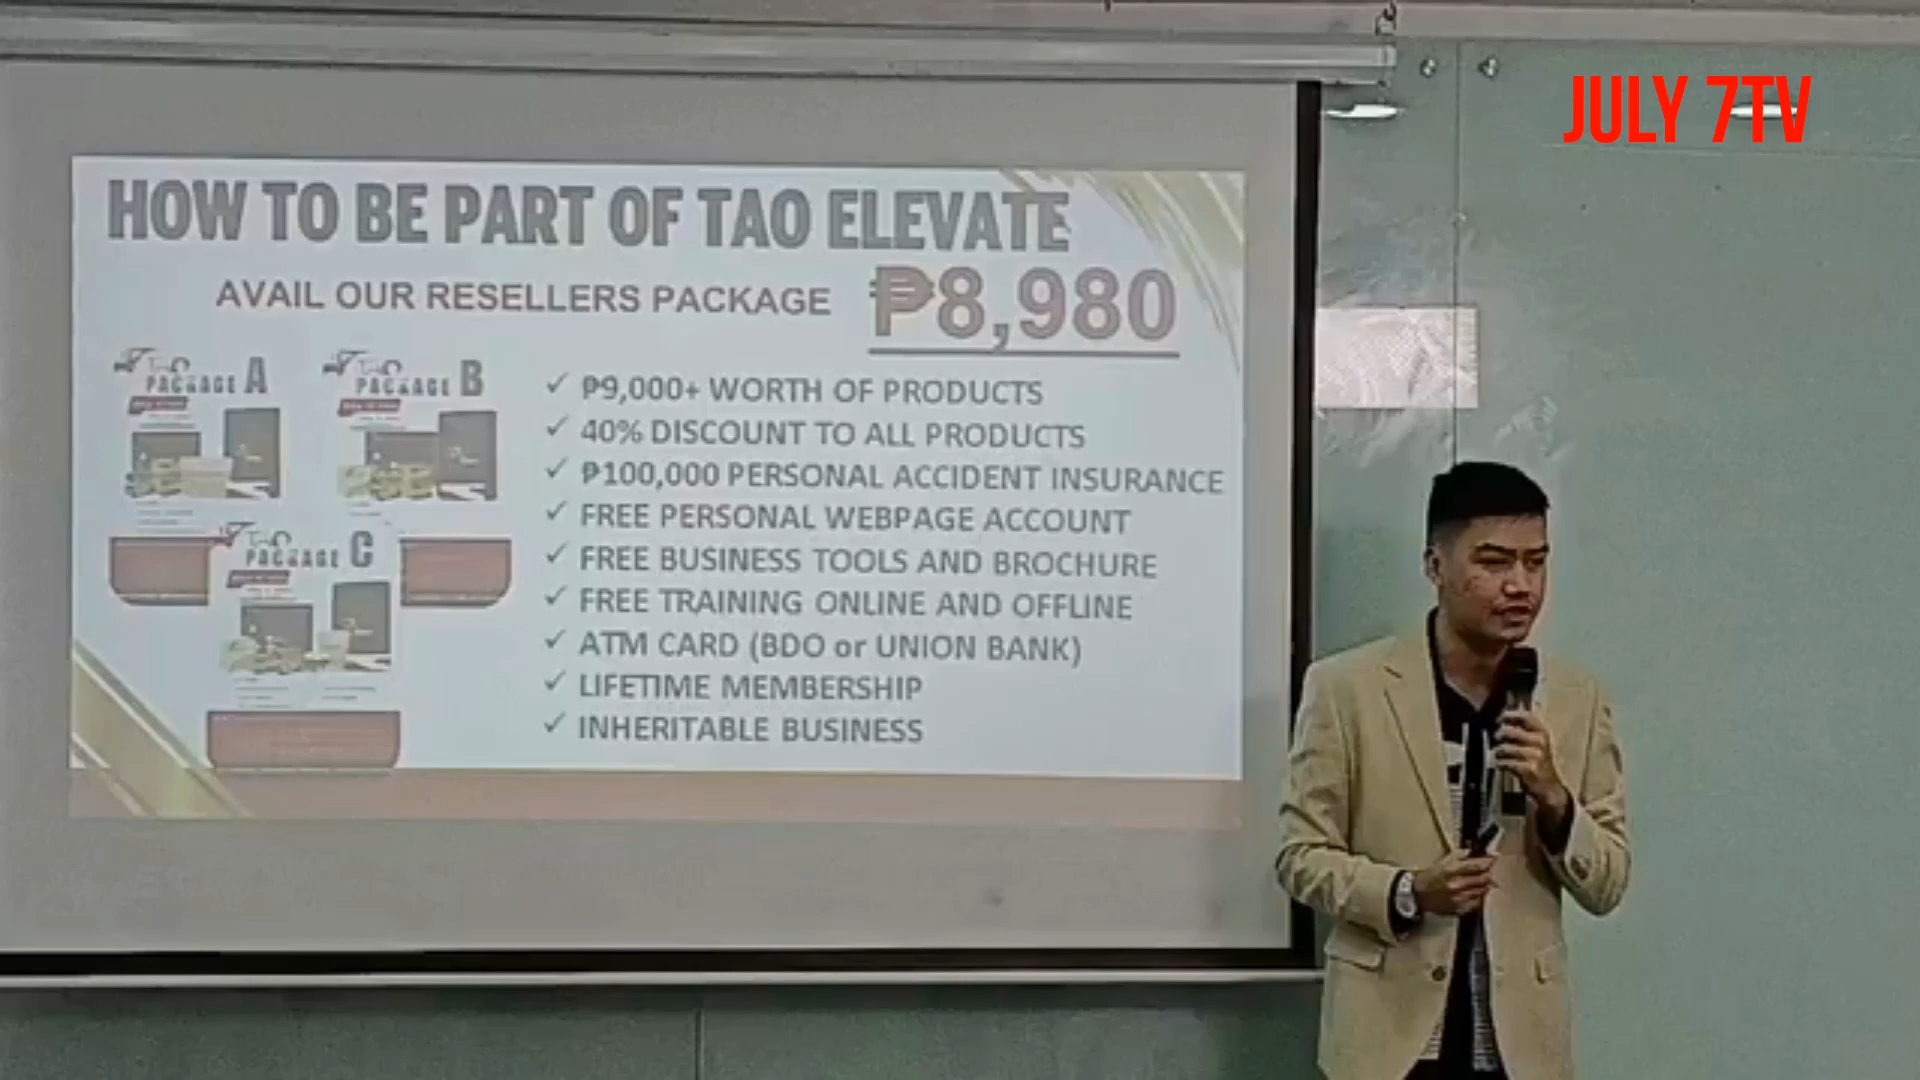 JULY 7TV
HOW TO BE PART OF TAO ELEVATE
AVAIL OUR RESELLERS PACKAGE ₱8,980
TAO
PACKAGE A
TAO
PACKAGE B
TAO
PACKAGE C
✓ ₱9,000+ WORTH OF PRODUCTS
✓ 40% DISCOUNT TO ALL PRODUCTS
✓ ₱100,000 PERSONAL ACCIDENT INSURANCE
✓ FREE PERSONAL WEBPAGE ACCOUNT
✓ FREE BUSINESS TOOLS AND BROCHURE
✓ FREE TRAINING ONLINE AND OFFLINE
✓ ATM CARD (BDO or UNION BANK)
✓ LIFETIME MEMBERSHIP
✓ INHERITABLE BUSINESS